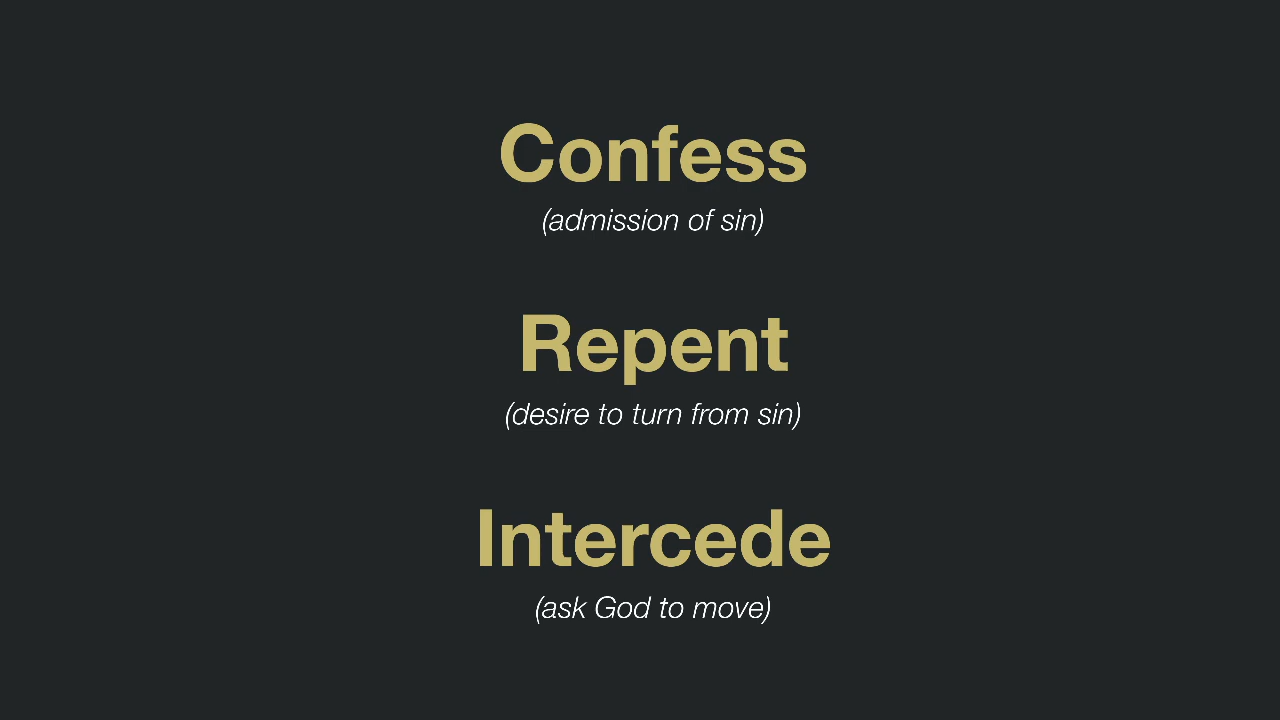 Confess
(admission of sin)
Repent
(desire to turn from sin)
Intercede
(ask God to move)